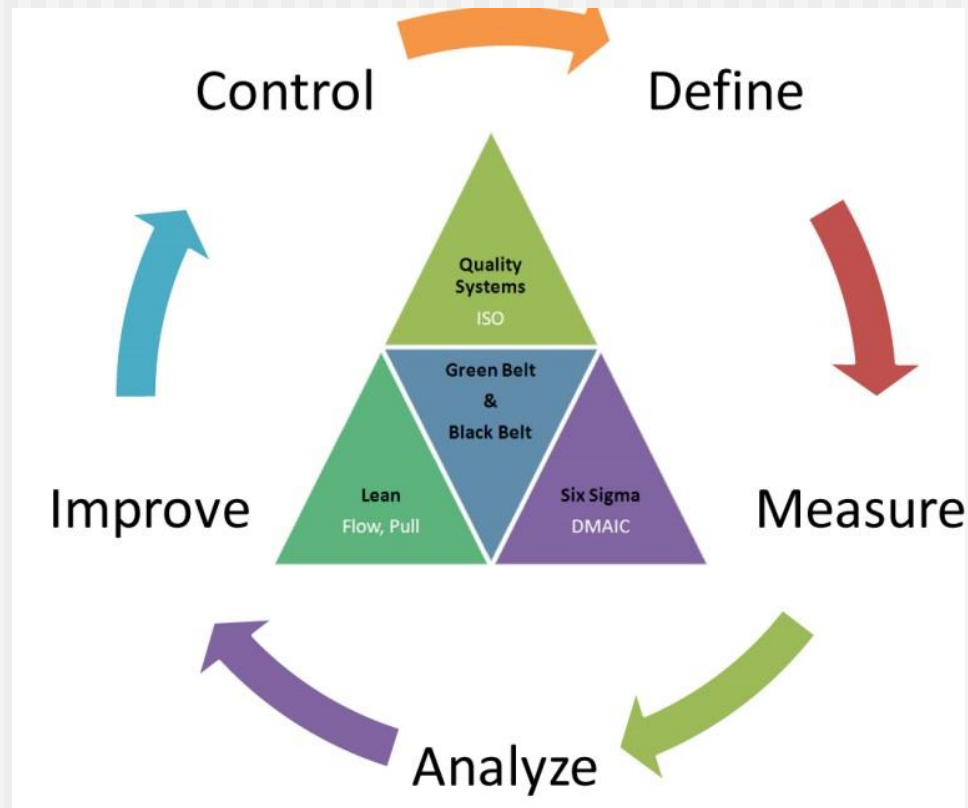 Control
Define
Quality
Systems
ISO
Green Belt
&
Black Belt
Lean
Flow, Pull
Six Sigma
DMAIC
Improve
Measure
Analyze